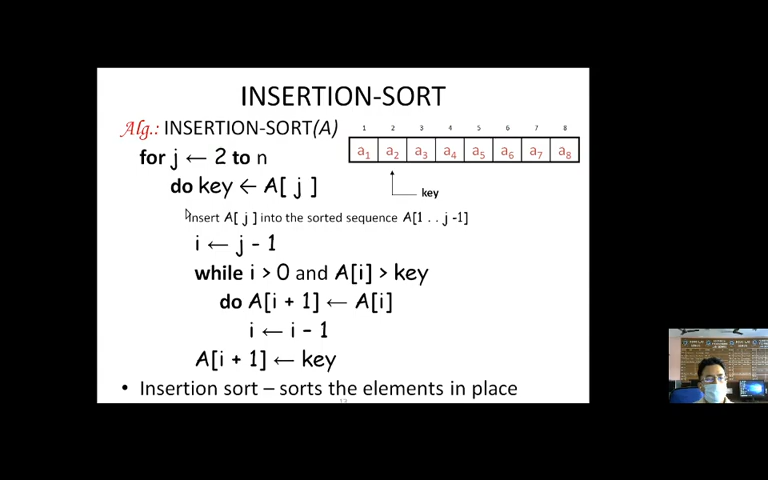 INSERTION-SORT
Alg.: INSERTION-SORT(A)
1 2 3 4 5 6 7 8
a1 a2 a3 a4 a5 a6 a7 a8
key
for j ← 2 to n
do key ← A[ j ]
Insert A[ j ] into the sorted sequence A[1 . . j -1]
i ← j - 1
while i > 0 and A[i] > key
do A[i + 1] ← A[i]
i ← i - 1
A[i + 1] ← key
• Insertion sort – sorts the elements in place